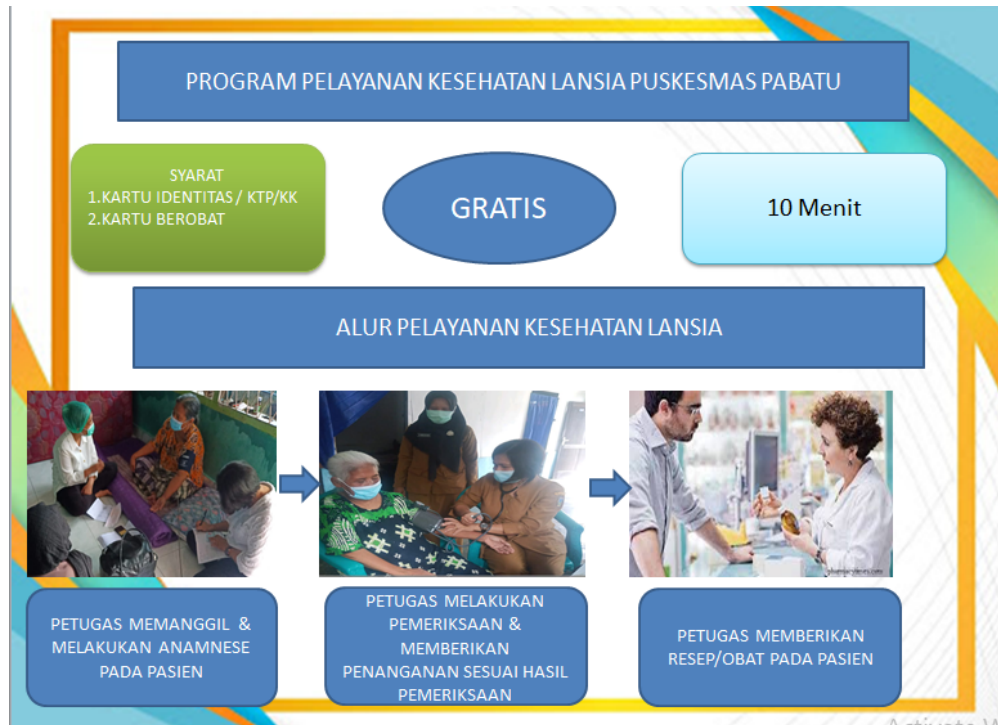 PROGRAM PELAYANAN KESEHATAN LANSIA PUSKESMAS PABATU
SYARAT
1.KARTU IDENTITAS / KTP/KK
2.KARTU BEROBAT
GRATIS
10 Menit
ALUR PELAYANAN KESEHATAN LANSIA
PETUGAS MEMANGGIL &
MELAKUKAN ANAMNESE
PADA PASIEN
PETUGAS MELAKUKAN
PEMERIKSAAN &
MEMBERIKAN
PENANGANAN SESUAI HASIL
PEMERIKSAAN
PETUGAS MEMBERIKAN
RESEP/OBAT PADA PASIEN